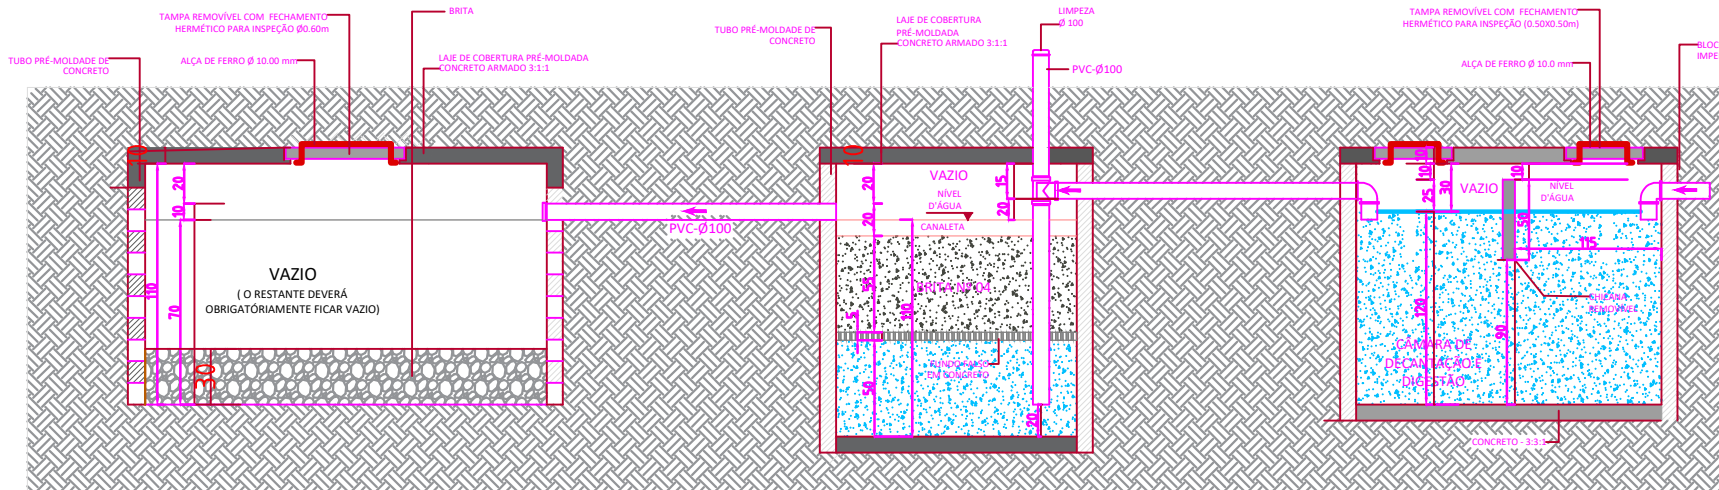 TAMPA REMOVÍVEL COM FECHAMENTO
HERMÉTICO PARA INSPEÇÃO Ø0.60m
BRITA
TUBO PRÉ-MOLDADE DE
CONCRETO
ALÇA DE FERRO Ø 10.00 mm
LAJE DE COBERTURA PRÉ-MOLDADA
CONCRETO ARMADO 3:1:1
10
20
10
110
70
30
VAZIO
( O RESTANTE DEVERÁ
OBRIGATÓRIAMENTE FICAR VAZIO)
PVC-Ø100
TUBO PRÉ-MOLDADE DE
CONCRETO
LAJE DE COBERTURA
PRÉ-MOLDADA
CONCRETO ARMADO 3:1:1
LIMPEZA
Ø 100
PVC-Ø100
10
VAZIO
NÍVEL
D'ÁGUA
CANALETA
20
20
15
20
BRITA Nº 04
110
5
FUNDO FALSO
EM CONCRETO
50
20
TAMPA REMOVÍVEL COM FECHAMENTO
HERMÉTICO PARA INSPEÇÃO (0.50X0.50m)
ALÇA DE FERRO Ø 10.0 mm
BLOC
IMPE
10
10
25
30
VAZIO
10
50
NÍVEL
D'ÁGUA
115
120
90
CHICANA
REMOVÍVEL
CÂMARA DE
DECANTAÇÃO E
DIGESTÃO
CONCRETO - 3:3:1